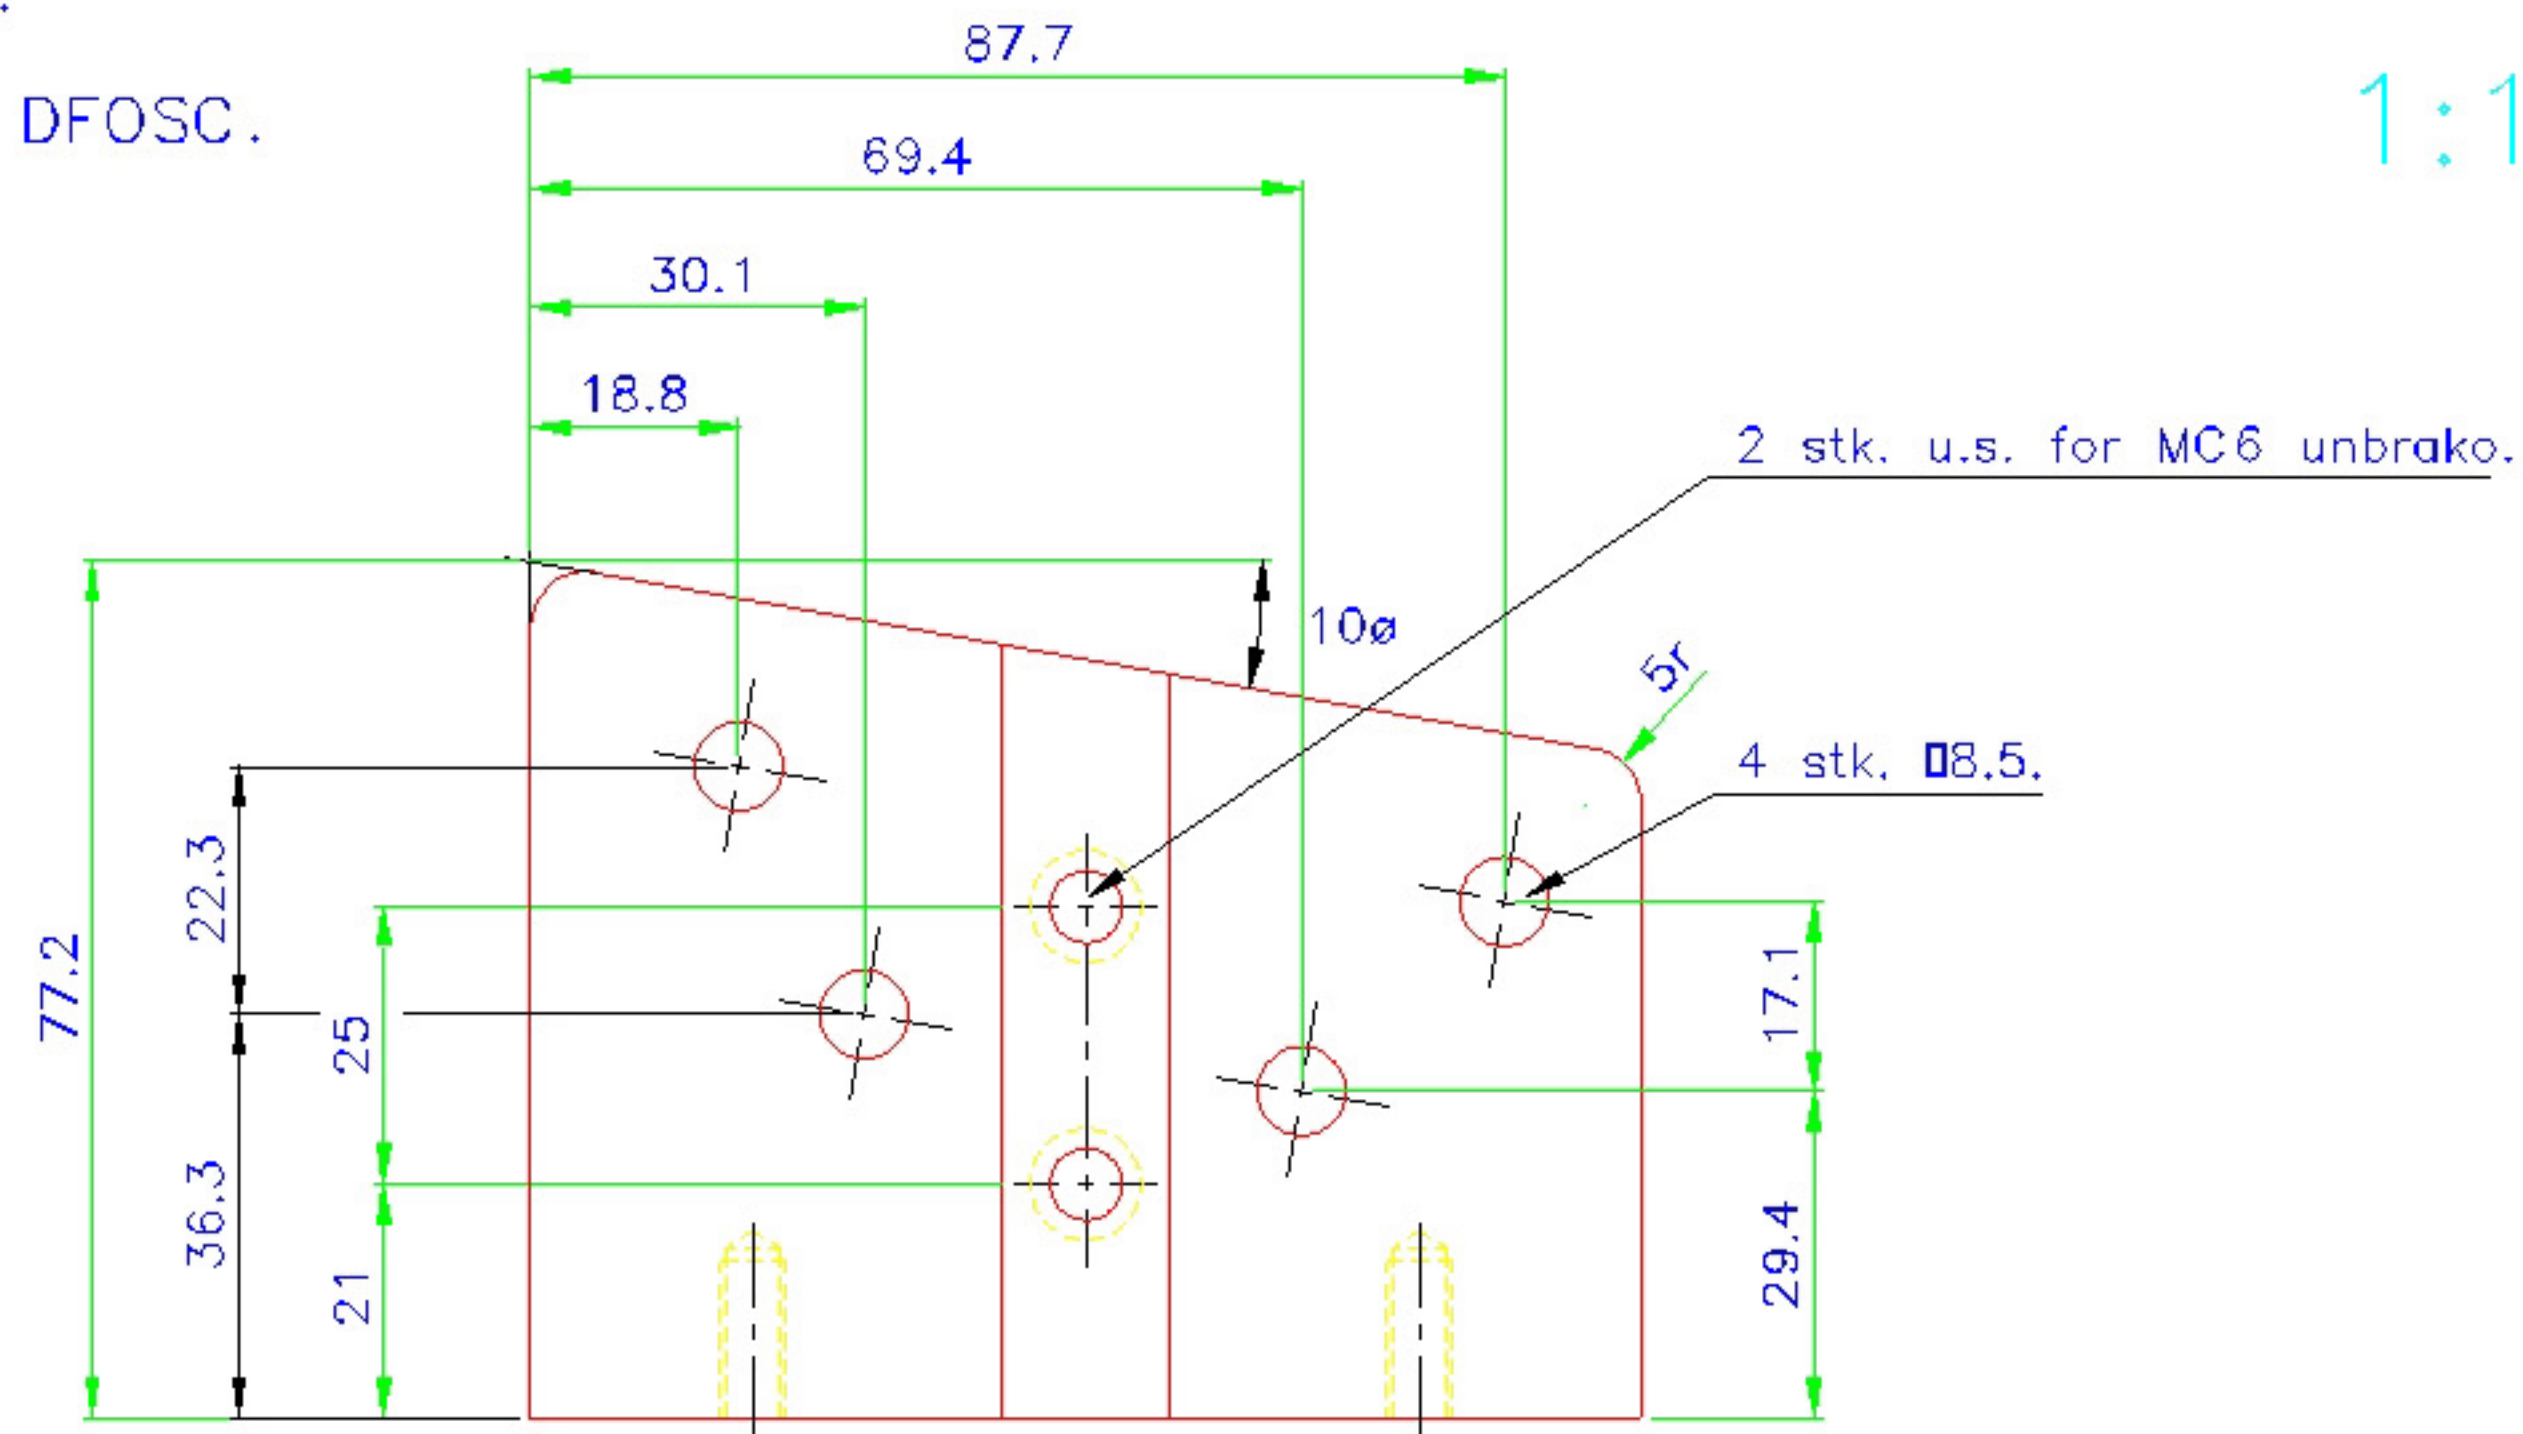 87.7
DFOSC.
1:1
69.4
30.1
18.8
2 stk. u.s. for MC6 unbrako.
10ø
5r
4 stk. ▯8.5.
22.3
77.2
25
17.1
36.3
21
29.4